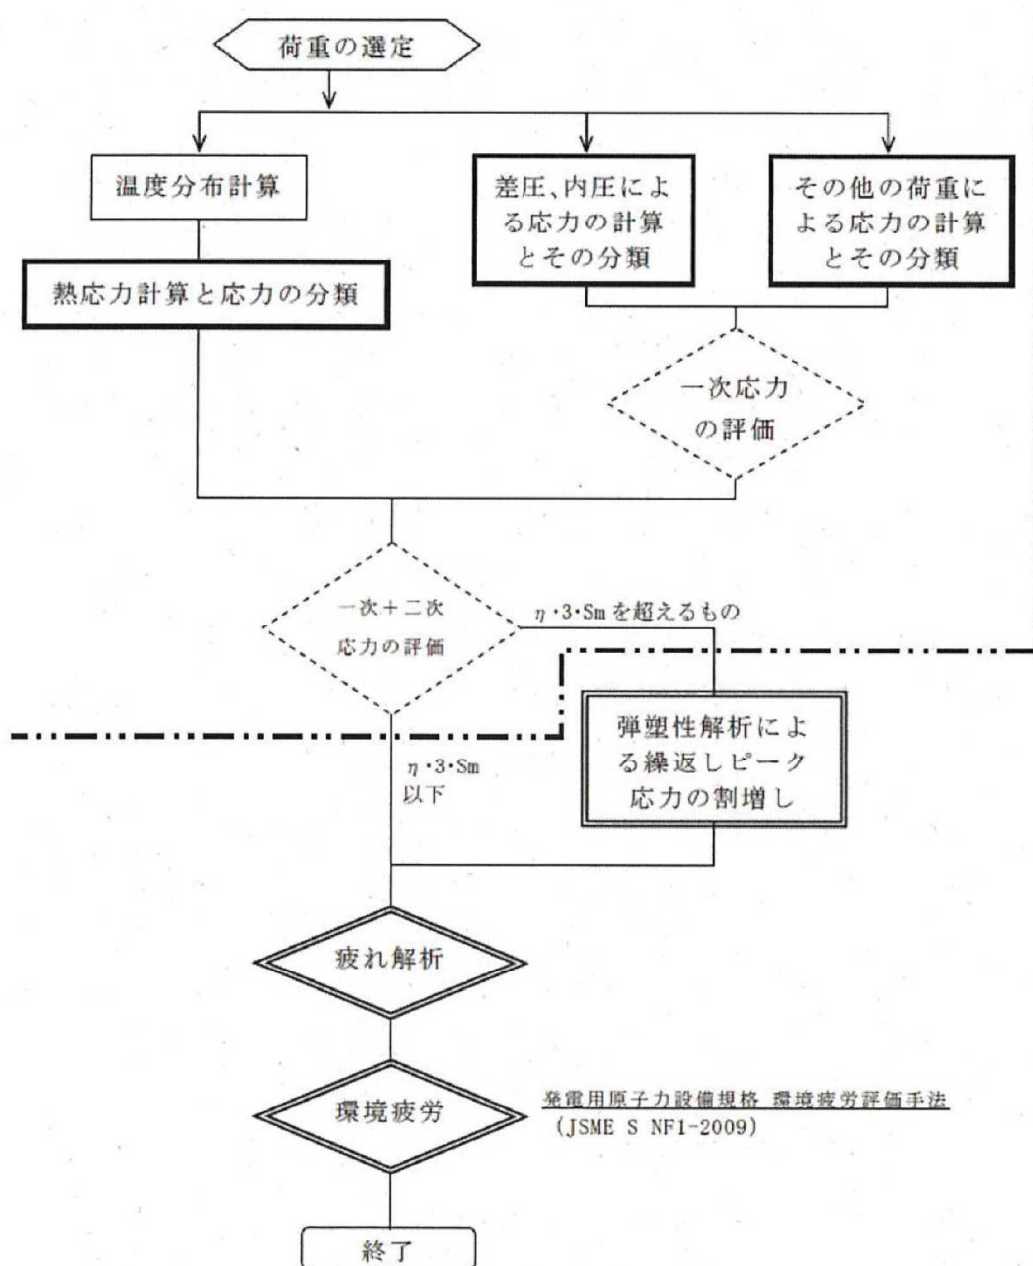 荷重の選定
温度分布計算
差圧、内圧によ
る応力の計算
とその分類
その他の荷重に
よる応力の計算
とその分類
熱応力計算と応力の分類
一次応力
の評価
一次+二次
応力の評価
η・3・Smを超えるもの
弾塑性解析によ
る繰返しピーク
応力の割増し
η・3・Sm
以下
疲れ解析
環境疲労
発電用原子力設備規格 環境疲労評価手法
(JSME S NF1-2009)
終了